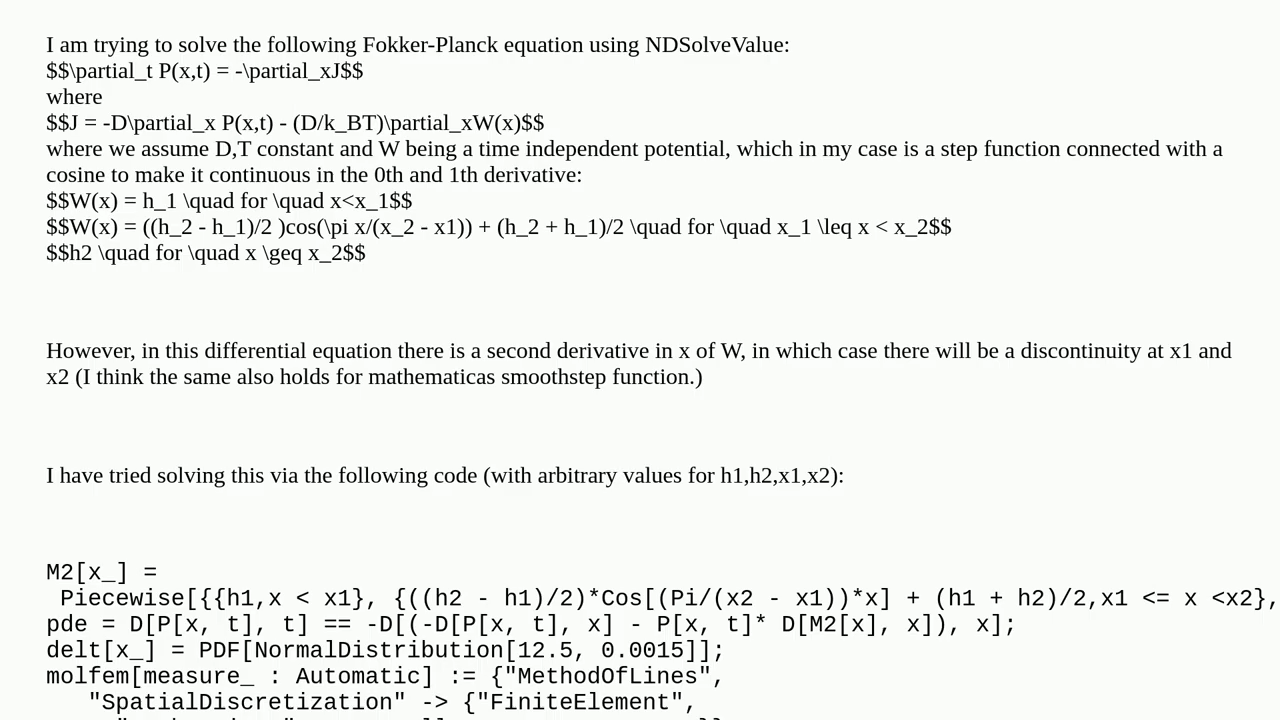 I am trying to solve the following Fokker-Planck equation using NDSolveValue:
$$\partial_t P(x,t) = -\partial_xJ$$
where
$$J = -D\partial_x P(x,t) - (D/k_BT)\partial_xW(x)$$
where we assume D,T constant and W being a time independent potential, which in my case is a step function connected with a
cosine to make it continuous in the 0th and 1th derivative:
$$W(x) = h_1 \quad for \quad x<x_1$$
$$W(x) = ((h_2 - h_1)/2 )cos(\pi x/(x_2 - x1)) + (h_2 + h_1)/2 \quad for \quad x_1 \leq x < x_2$$
$$h2 \quad for \quad x \geq x_2$$
However, in this differential equation there is a second derivative in x of W, in which case there will be a discontinuity at x1 and
x2 (I think the same also holds for mathematicas smoothstep function.)
I have tried solving this via the following code (with arbitrary values for h1,h2,x1,x2):
M2[x_] =
Piecewise[{{h1,x < x1}, {((h2 - h1)/2)*Cos[(Pi/(x2 - x1))*x] + (h1 + h2)/2,x1 <= x <x2},
pde = D[P[x, t], t] == -D[(-D[P[x, t], x] - P[x, t]* D[M2[x], x]), x];
delt[x_] = PDF[NormalDistribution[12.5, 0.0015]];
molfem[measure_ : Automatic] := {"MethodOfLines",
"SpatialDiscretization" -> {"FiniteElement",